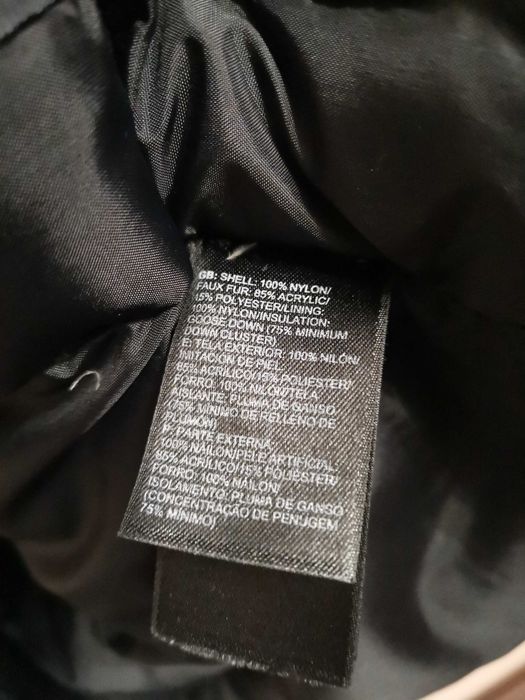 GB: SHELL: 100% NYLON/
FAUX FUR: 85% ACRYLIC/
15% POLYESTER/LINING:
100% NYLON/INSULATION:
GOOSE DOWN (75% MINIMUM
DOWN CLUSTER)
E: TELA EXTERIOR: 100% NILÓN/
IMITACIÓN DE PIEL
85% ACRÍLICO/15% POLIÉSTER/
FORRO: 100% NILÓN/TELA
AISLANTE: PLUMA DE GANSO
(75% MÍNIMO DE RELLENO DE
PLUMÓN)
P: PARTE EXTERNA:
100% NÁILON/PELE ARTIFICIAL:
85% ACRÍLICO/15% POLIÉSTER/
FORRO: 100% NÁILON/
ISOLAMENTO: PLUMA DE GANSO
(CONCENTRAÇÃO DE PENUGEM
75% MÍNIMO)